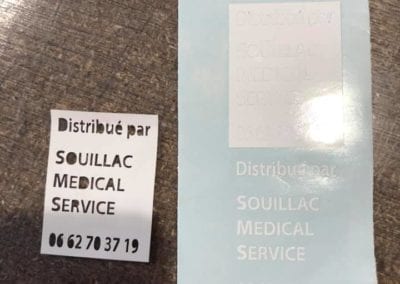 Distribué par
SOUILLAC
MEDICAL
SERVICE
06 62 70 37 19
Distribué par
SOUILLAC
MEDICAL
SERVICE
Distribué par
SOUILLAC
MEDICAL
SERVICE